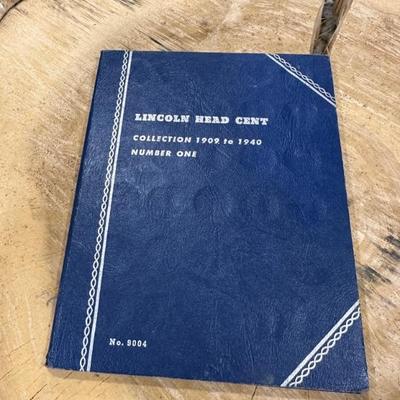 LINCOLN HEAD CENT
COLLECTION 1909 to 1940
NUMBER ONE
No. 9004